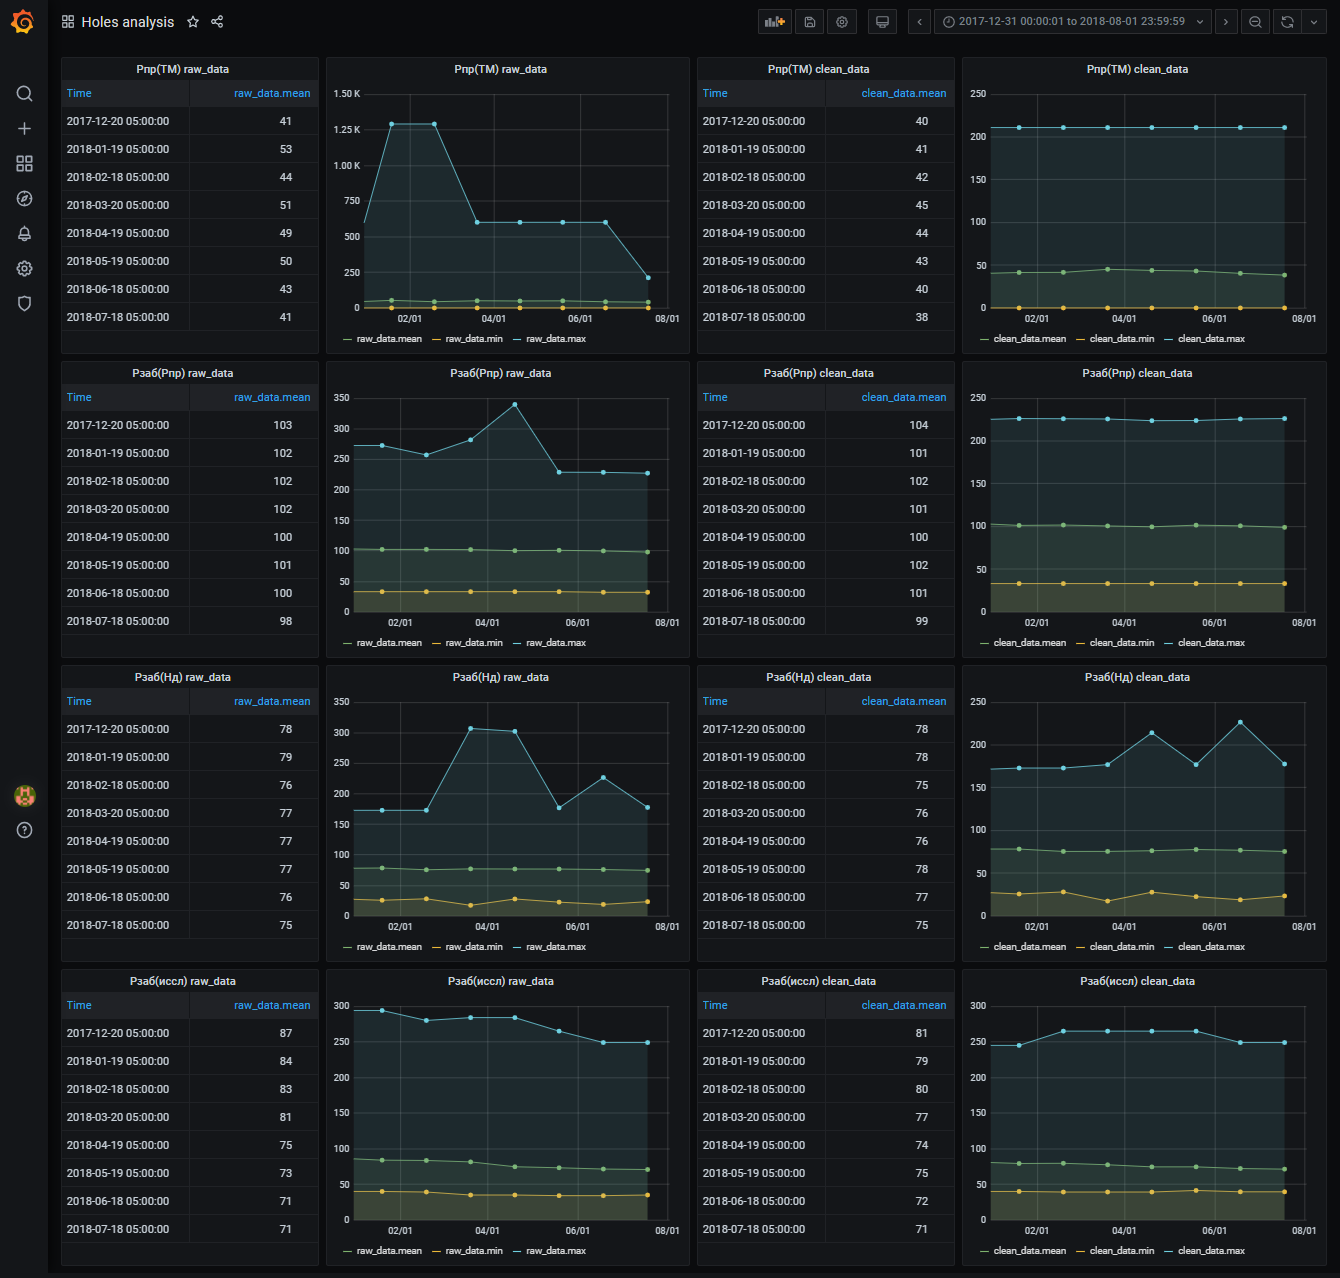 Holes analysis
2017-12-31 00:00:01 to 2018-08-01 23:59:59
Рпр(ТМ) raw_data
Time raw_data.mean
2017-12-20 05:00:00 41
2018-01-19 05:00:00 53
2018-02-18 05:00:00 44
2018-03-20 05:00:00 51
2018-04-19 05:00:00 49
2018-05-19 05:00:00 50
2018-06-18 05:00:00 43
2018-07-18 05:00:00 41
Рпр(ТМ) raw_data
1.50 K
1.25 K
1.00 K
750
500
250
0
02/01 04/01 06/01 08/01
raw_data.mean raw_data.min raw_data.max
Рпр(ТМ) clean_data
Time clean_data.mean
2017-12-20 05:00:00 40
2018-01-19 05:00:00 41
2018-02-18 05:00:00 42
2018-03-20 05:00:00 45
2018-04-19 05:00:00 44
2018-05-19 05:00:00 43
2018-06-18 05:00:00 40
2018-07-18 05:00:00 38
Рпр(ТМ) clean_data
250
200
150
100
50
0
02/01 04/01 06/01 08/01
clean_data.mean clean_data.min clean_data.max
Рзаб(Рпр) raw_data
Time raw_data.mean
2017-12-20 05:00:00 103
2018-01-19 05:00:00 102
2018-02-18 05:00:00 102
2018-03-20 05:00:00 102
2018-04-19 05:00:00 100
2018-05-19 05:00:00 101
2018-06-18 05:00:00 100
2018-07-18 05:00:00 98
Рзаб(Рпр) raw_data
350
300
250
200
150
100
50
0
02/01 04/01 06/01 08/01
raw_data.mean raw_data.min raw_data.max
Рзаб(Рпр) clean_data
Time clean_data.mean
2017-12-20 05:00:00 104
2018-01-19 05:00:00 101
2018-02-18 05:00:00 102
2018-03-20 05:00:00 101
2018-04-19 05:00:00 100
2018-05-19 05:00:00 102
2018-06-18 05:00:00 101
2018-07-18 05:00:00 99
Рзаб(Рпр) clean_data
250
200
150
100
50
0
02/01 04/01 06/01 08/01
clean_data.mean clean_data.min clean_data.max
Рзаб(Нд) raw_data
Time raw_data.mean
2017-12-20 05:00:00 78
2018-01-19 05:00:00 79
2018-02-18 05:00:00 76
2018-03-20 05:00:00 77
2018-04-19 05:00:00 77
2018-05-19 05:00:00 77
2018-06-18 05:00:00 76
2018-07-18 05:00:00 75
Рзаб(Нд) raw_data
350
300
250
200
150
100
50
0
02/01 04/01 06/01 08/01
raw_data.mean raw_data.min raw_data.max
Рзаб(Нд) clean_data
Time clean_data.mean
2017-12-20 05:00:00 78
2018-01-19 05:00:00 78
2018-02-18 05:00:00 75
2018-03-20 05:00:00 76
2018-04-19 05:00:00 76
2018-05-19 05:00:00 78
2018-06-18 05:00:00 77
2018-07-18 05:00:00 75
Рзаб(Нд) clean_data
250
200
150
100
50
0
02/01 04/01 06/01 08/01
clean_data.mean clean_data.min clean_data.max
Рзаб(иссл) raw_data
Time raw_data.mean
2017-12-20 05:00:00 87
2018-01-19 05:00:00 84
2018-02-18 05:00:00 83
2018-03-20 05:00:00 81
2018-04-19 05:00:00 75
2018-05-19 05:00:00 73
2018-06-18 05:00:00 71
2018-07-18 05:00:00 71
Рзаб(иссл) raw_data
300
250
200
150
100
50
0
02/01 04/01 06/01 08/01
raw_data.mean raw_data.min raw_data.max
Рзаб(иссл) clean_data
Time clean_data.mean
2017-12-20 05:00:00 81
2018-01-19 05:00:00 79
2018-02-18 05:00:00 80
2018-03-20 05:00:00 77
2018-04-19 05:00:00 74
2018-05-19 05:00:00 75
2018-06-18 05:00:00 72
2018-07-18 05:00:00 71
Рзаб(иссл) clean_data
300
250
200
150
100
50
0
02/01 04/01 06/01 08/01
clean_data.mean clean_data.min clean_data.max